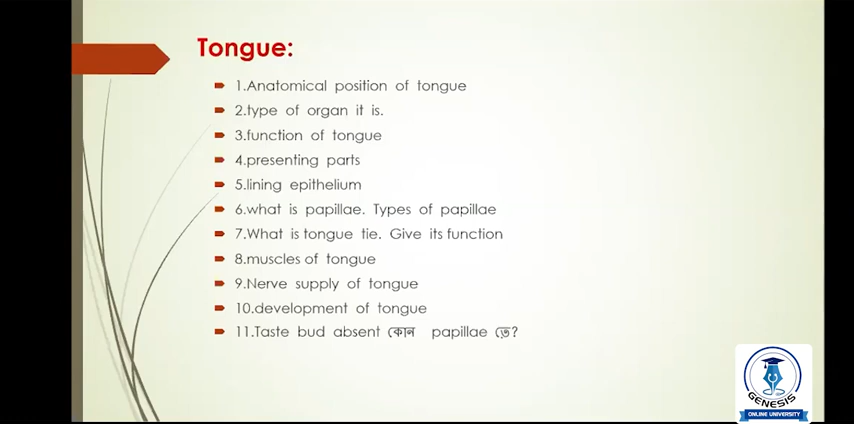 Tongue:
1.Anatomical position of tongue
2.type of organ it is.
3.function of tongue
4.presenting parts
5.lining epithelium
6.what is papillae. Types of papillae
7.What is tongue tie. Give its function
8.muscles of tongue
9.Nerve supply of tongue
10.development of tongue
11.Taste bud absent কোন papillae তে?
GENESIS
ONLINE UNIVERSITY